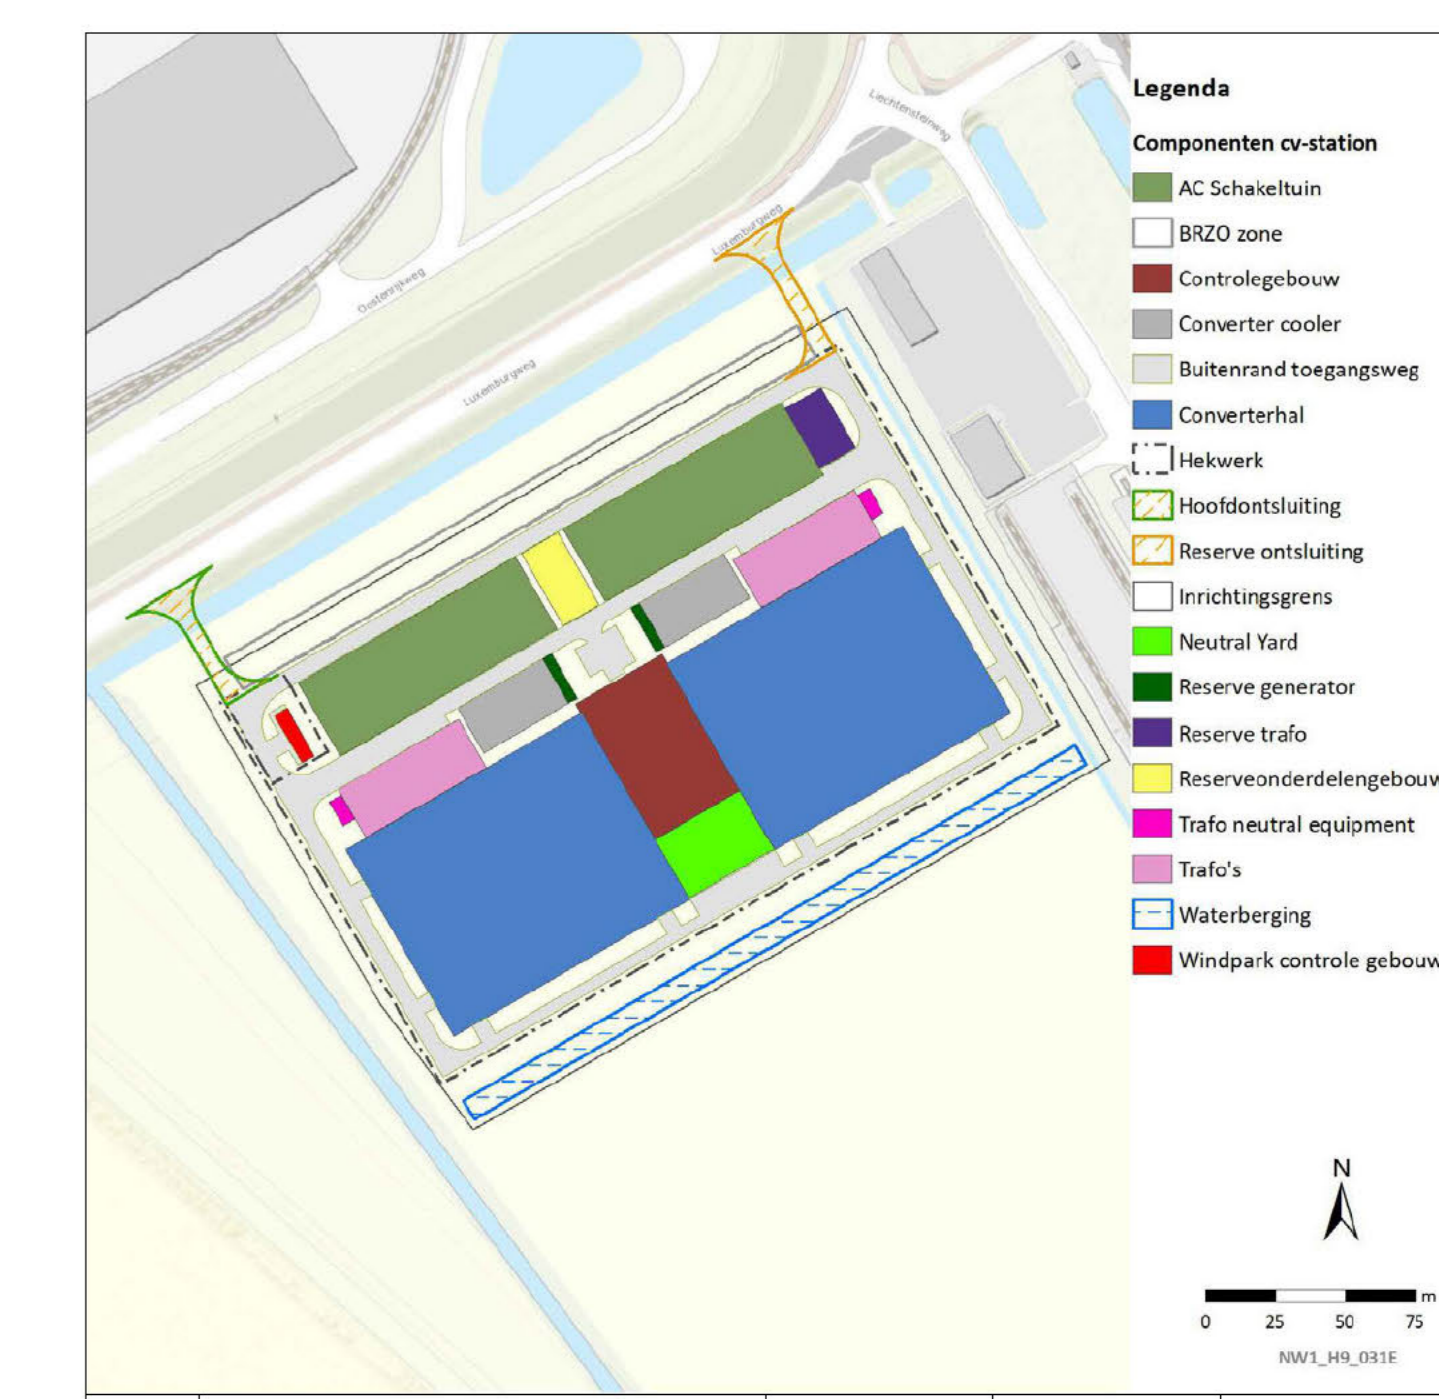 Liechtensteinweg
Luxemburgweg
Oostenrijkweg
Luxemburgweg
Legenda
Componenten cv-station
AC Schakeltuin
BRZO zone
Controlegebouw
Converter cooler
Buitenrand toegangsweg
Converterhal
Hekwerk
Hoofdontsluiting
Reserve ontsluiting
Inrichtingsgrens
Neutral Yard
Reserve generator
Reserve trafo
Reserveonderdelengebouw
Trafo neutral equipment
Trafo's
Waterberging
Windpark controle gebouw
N
m
0 25 50 75
NW1_H9_031E